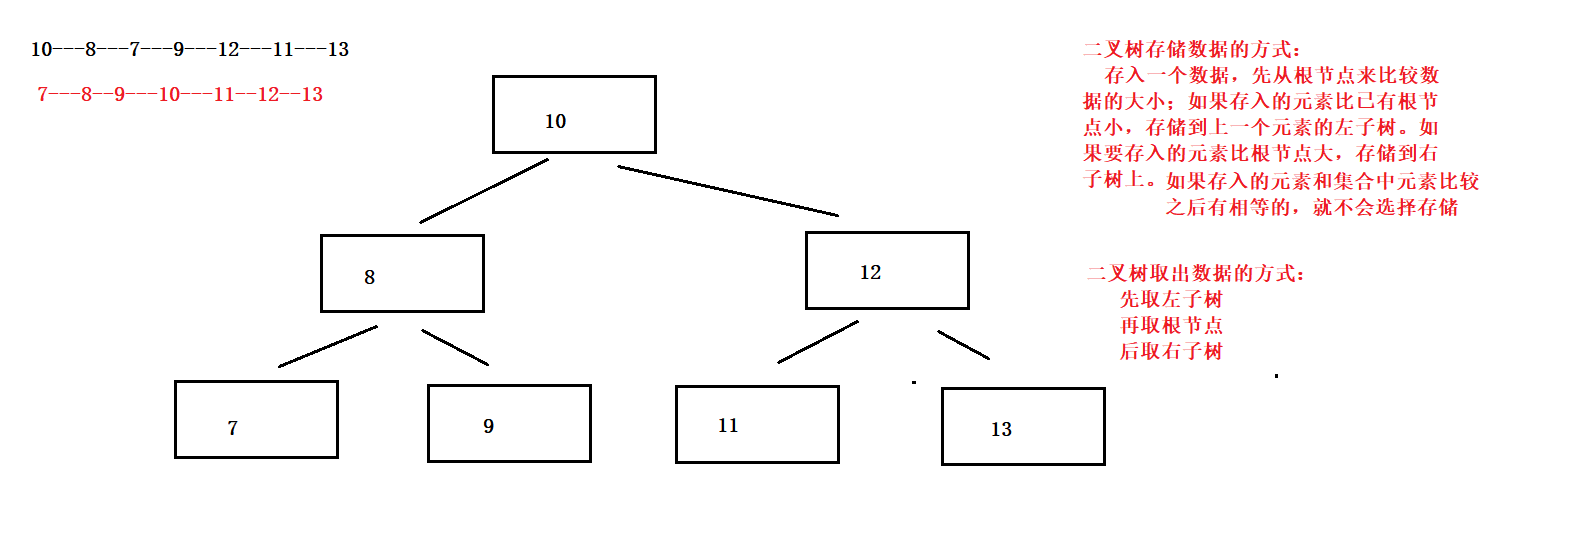 10---8---7---9---12---11---13
7---8--9---10---11--12--13
10
8
12
7
9
11
13
二叉树存储数据的方式：
存入一个数据，先从根节点来比较数
据的大小；如果存入的元素比已有根节
点小，存储到上一个元素的左子树。如
果要存入的元素比根节点大，存储到右
子树上。如果存入的元素和集合中元素比较
之后有相等的，就不会选择存储
二叉树取出数据的方式：
先取左子树
再取根节点
后取右子树